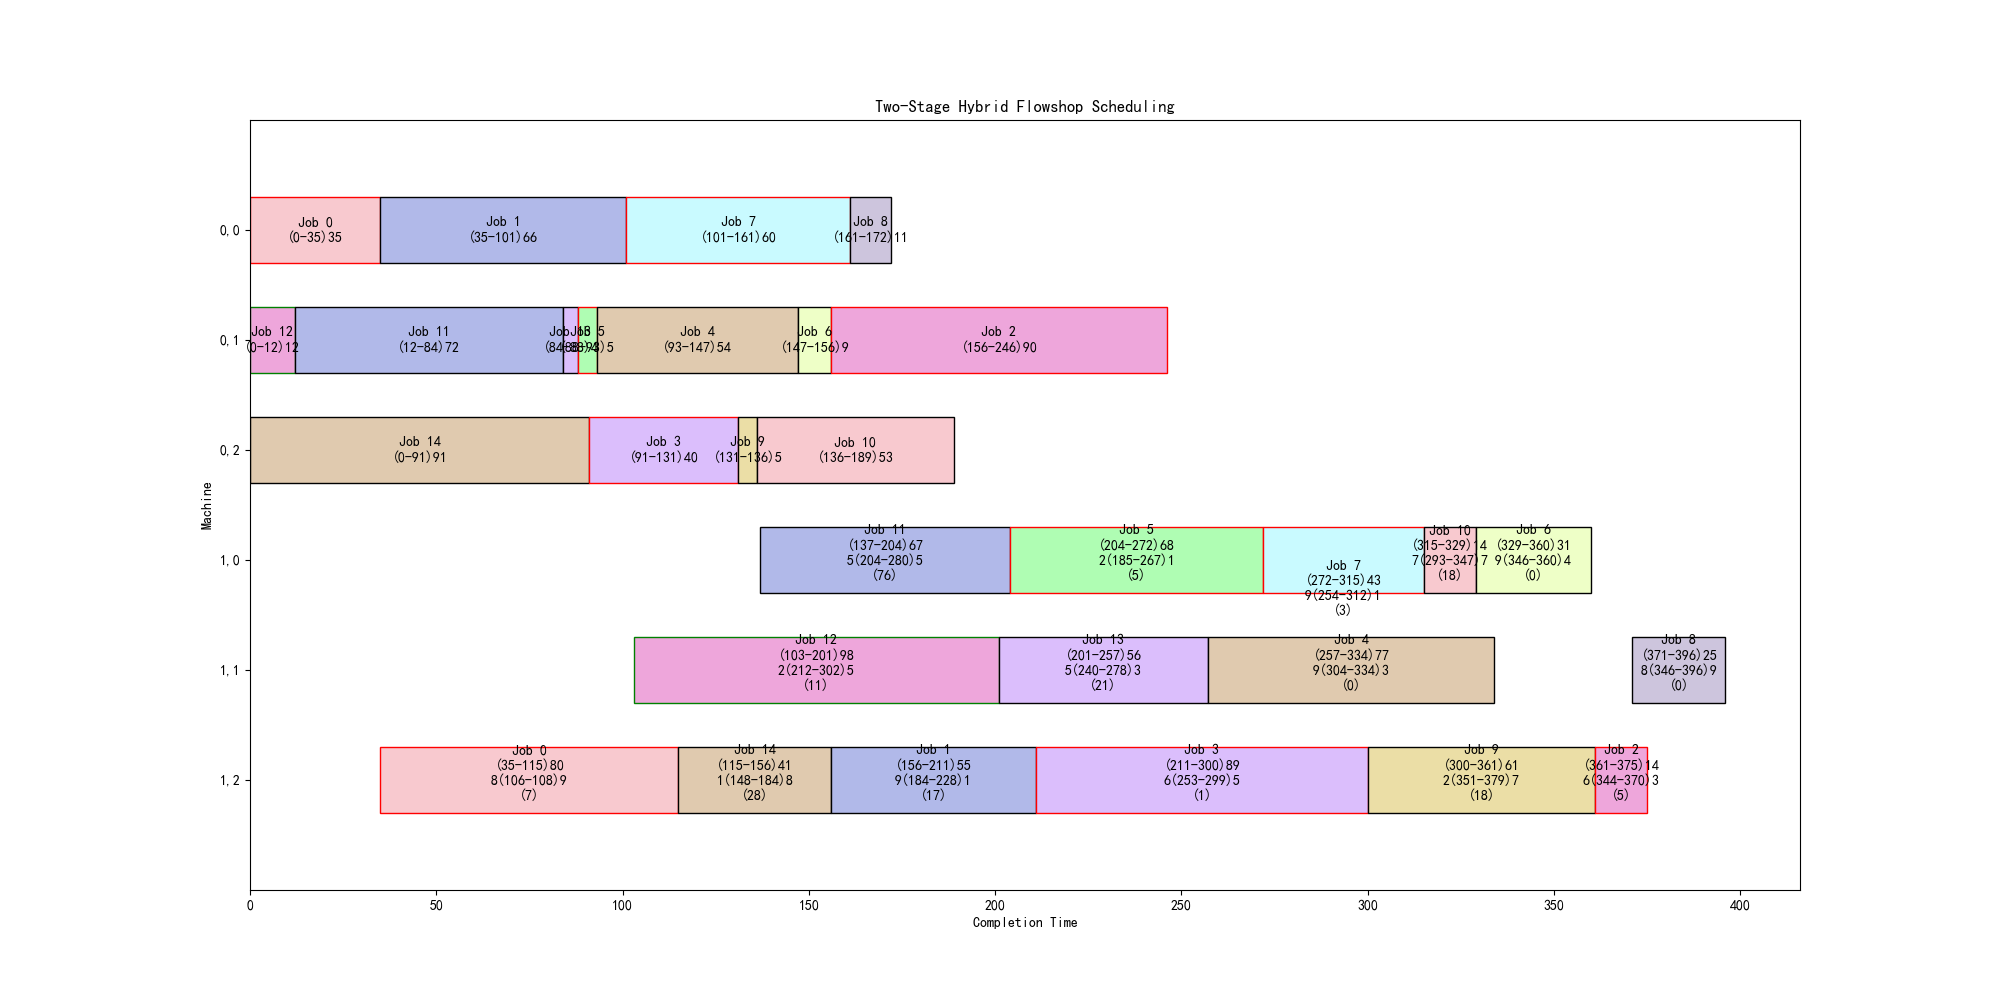 Two-Stage Hybrid Flowshop Scheduling
0,0
Job 0
(0-35)35
Job 1
(35-101)66
Job 7
(101-161)60
Job 8
(161-172)11
0,1
Job 12
(0-12)12
Job 11
(12-84)72
Job 5
Job 4
(93-147)54
Job 6
(147-156)9
Job 2
(156-246)90
0,2
Job 14
(0-91)91
Job 3
(91-131)40
Job 9
(131-136)5
Job 10
(136-189)53
Machine
1,0
Job 11
(137-204)67
5(204-280)5
(76)
Job 5
(204-272)68
2(185-267)1
(5)
Job 7
(272-315)43
9(254-312)1
(3)
Job 10
(315-329)14
7(293-347)7
(18)
Job 6
(329-360)31
9(346-360)4
(0)
1,1
Job 12
(103-201)98
2(212-302)5
(11)
Job 13
(201-257)56
5(240-278)3
(21)
Job 4
(257-334)77
9(304-334)3
(0)
Job 8
(371-396)25
8(346-396)9
(0)
1,2
Job 0
(35-115)80
8(106-108)9
(7)
Job 14
(115-156)41
1(148-184)8
(28)
Job 1
(156-211)55
9(184-228)1
(17)
Job 3
(211-300)89
6(253-299)5
(1)
Job 9
(300-361)61
2(351-379)7
(18)
Job 2
(361-375)14
6(344-370)3
(5)
0 50 100 150 200 250 300 350 400
Completion Time